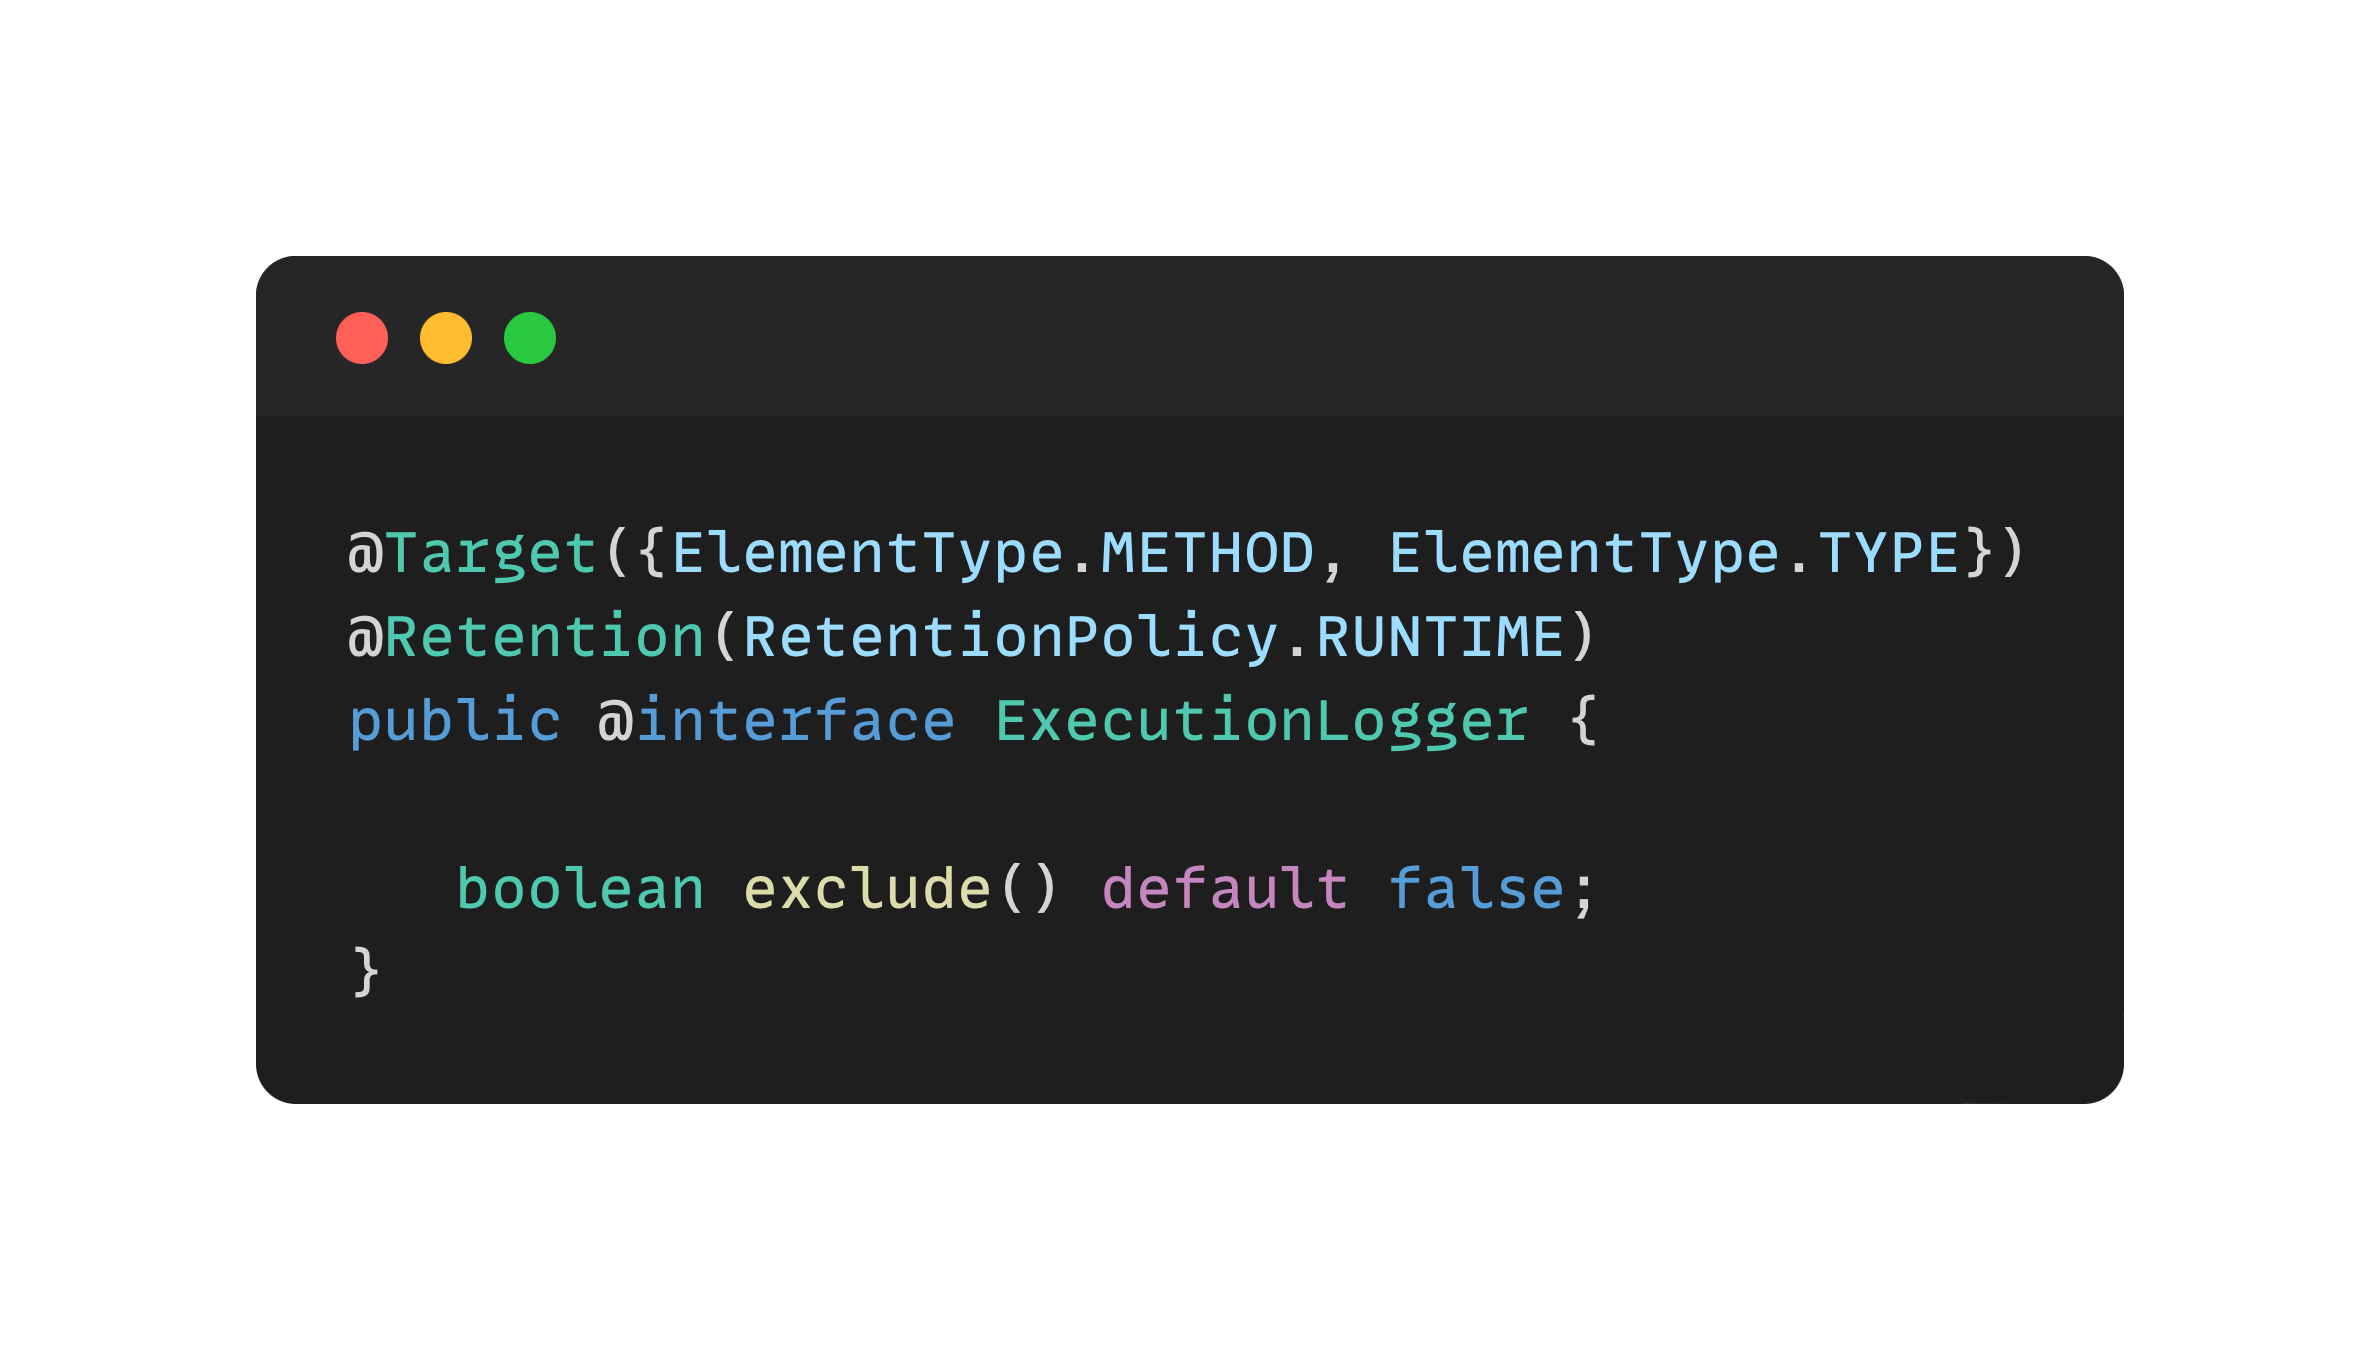 @Target({ElementType.METHOD, ElementType.TYPE})
@Retention(RetentionPolicy.RUNTIME)
public @interface ExecutionLogger {
boolean exclude() default false;
}